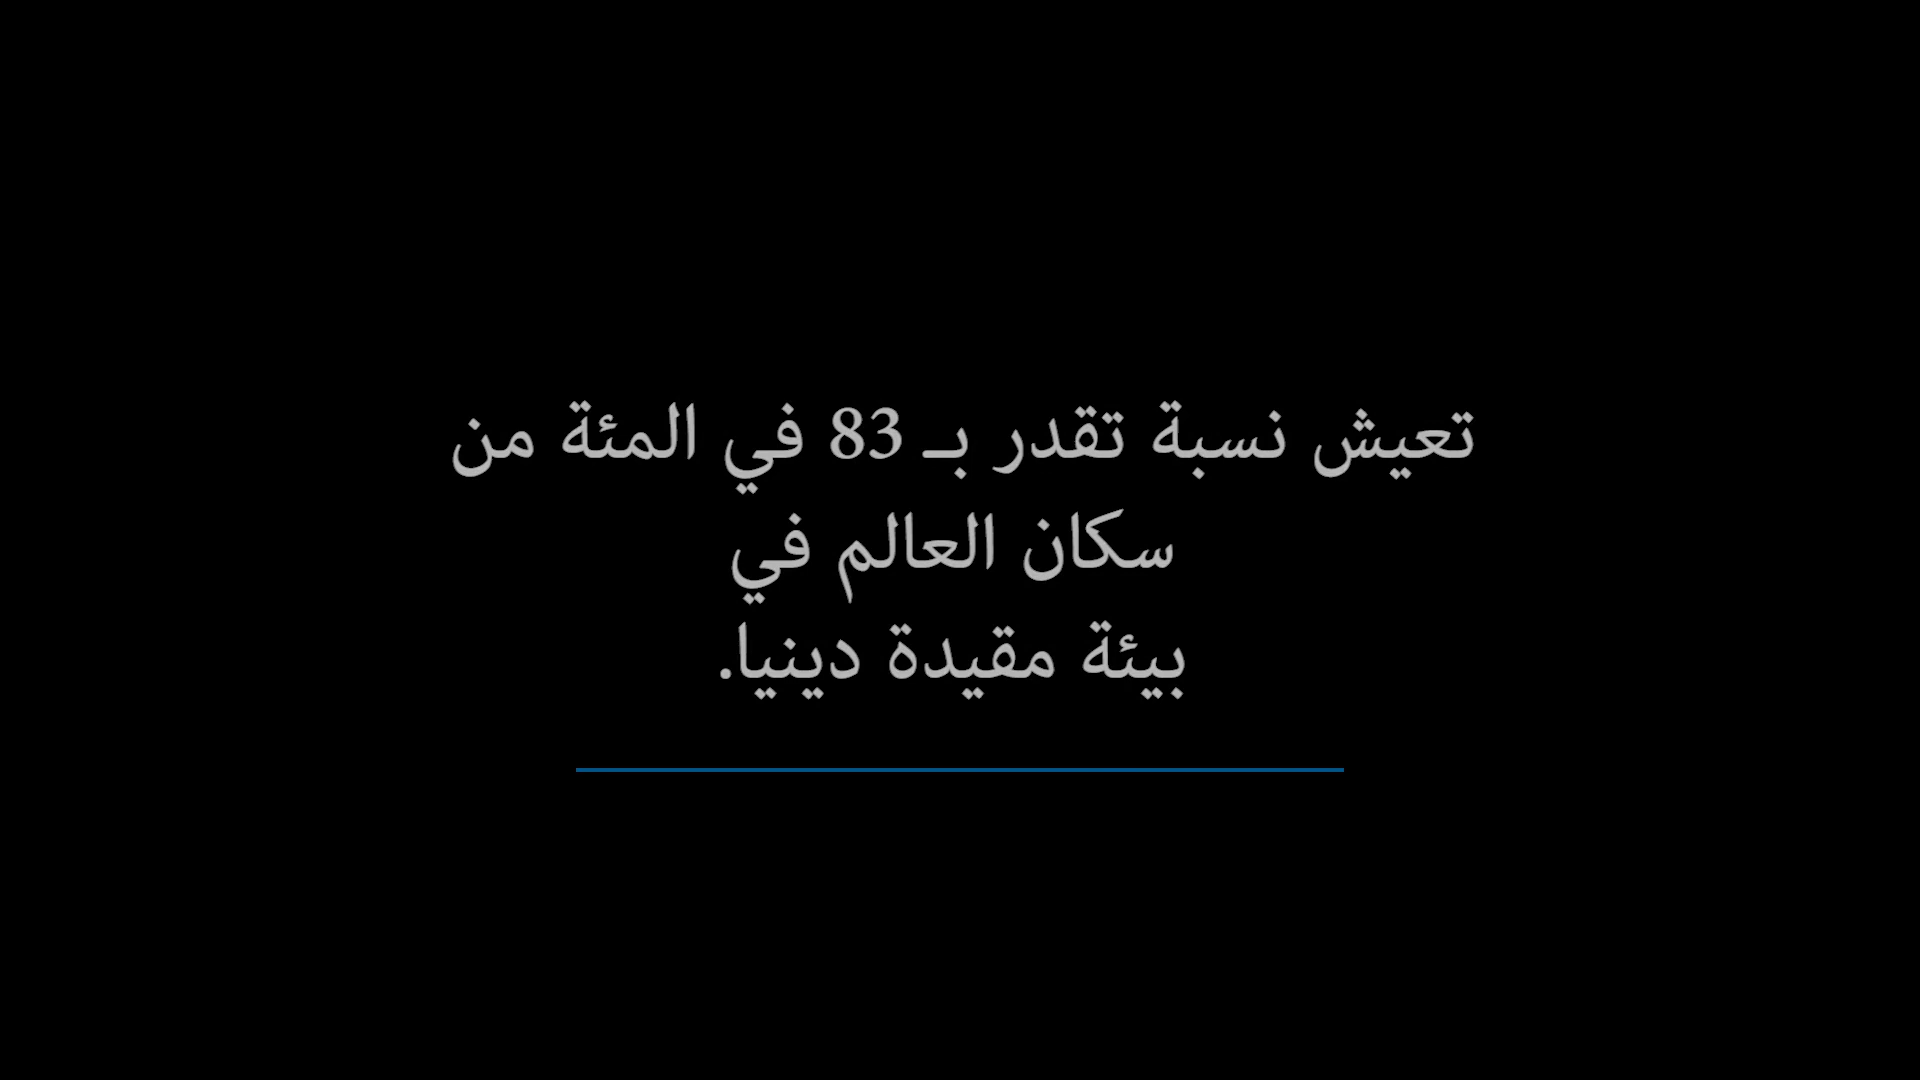 تعيش نسبة تقدر بـ 83 في المئة من
سكان العالم في
بيئة مقيدة دينيا.